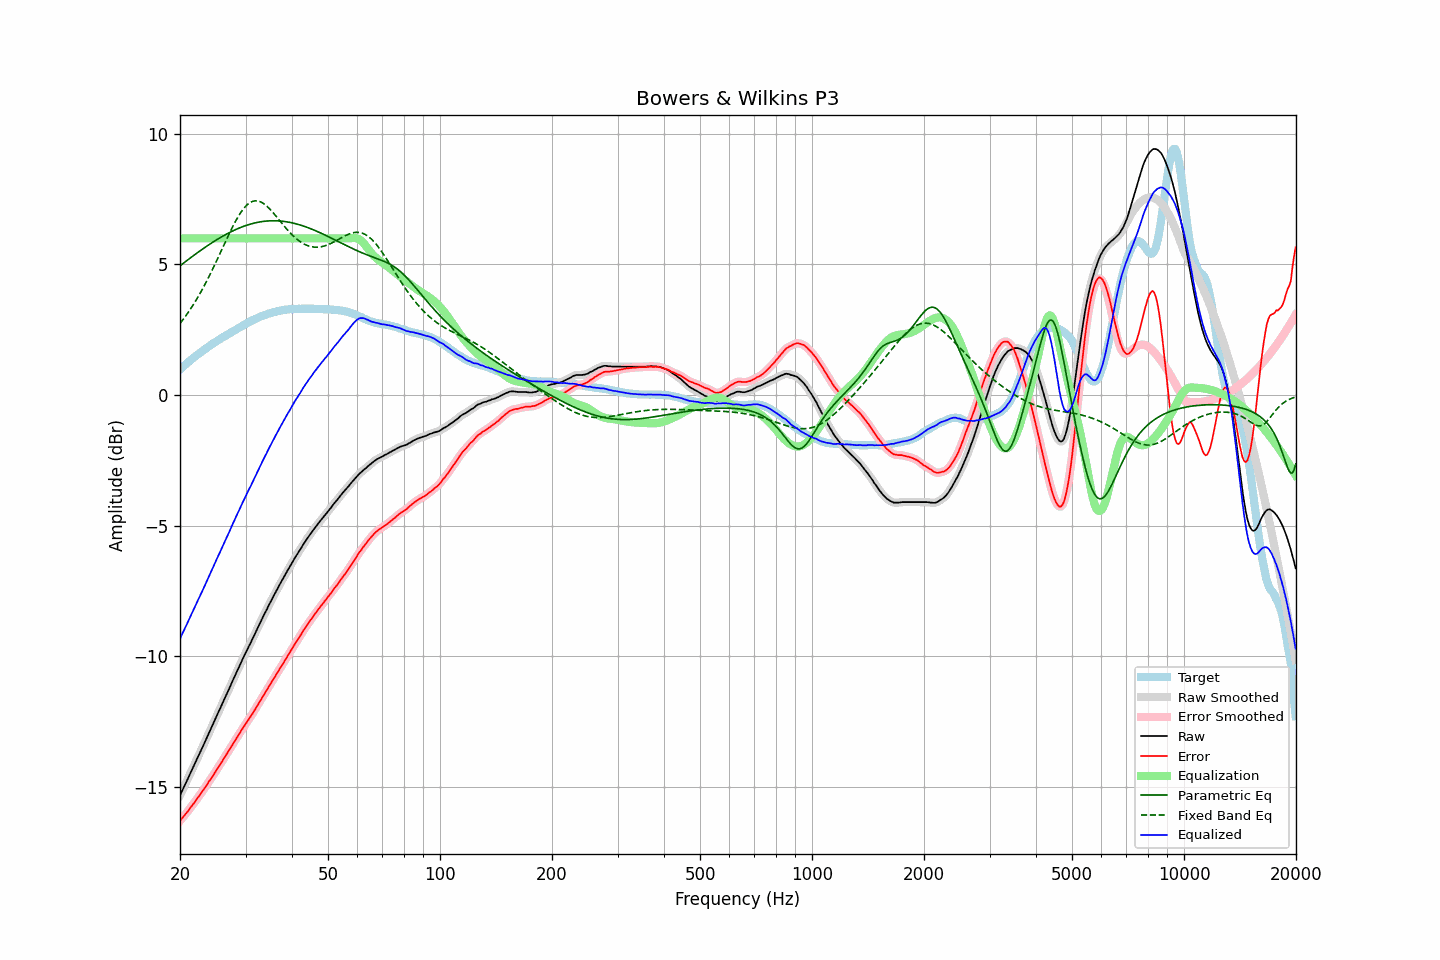 Bowers & Wilkins P3
Amplitude (dBr)
10
5
0
−5
−10
−15
20
50
100
200
500
1000
2000
5000
10000
20000
Frequency (Hz)
Target
Raw Smoothed
Error Smoothed
Raw
Error
Equalization
Parametric Eq
Fixed Band Eq
Equalized